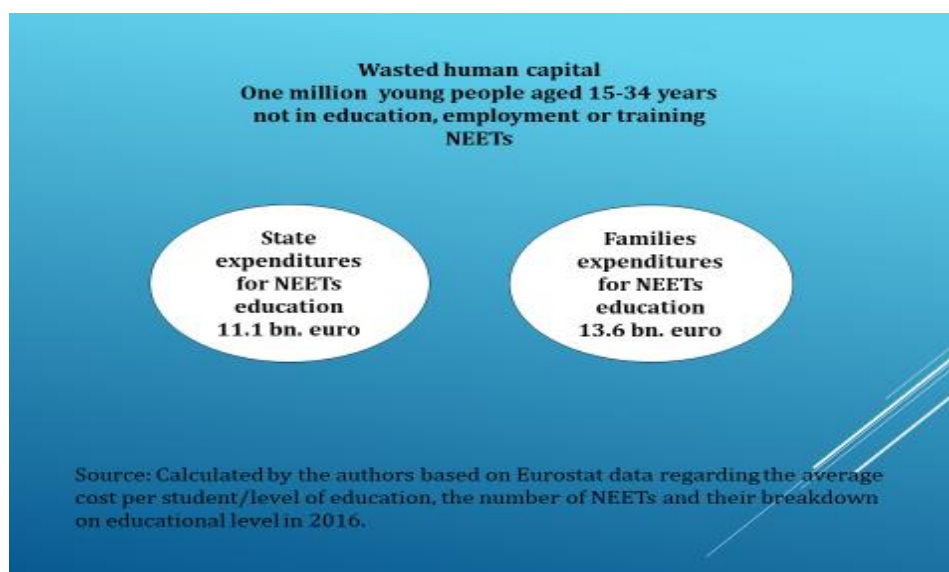 Wasted human capital
One million young people aged 15-34 years
not in education, employment or training
NEETs
State
expenditures
for NEETs
education
11.1 bn. euro
Families
expenditures
for NEETs
education
13.6 bn. euro
Source: Calculated by the authors based on Eurostat data regarding the average
cost per student/level of education, the number of NEETs and their breakdown
on educational level in 2016.